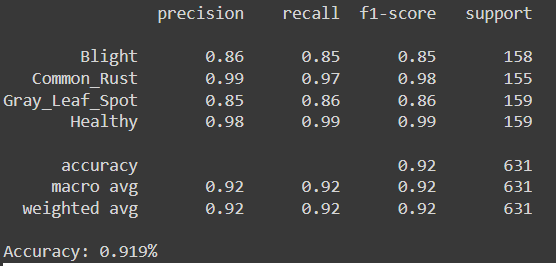 precision recall f1-score support
Blight 0.86 0.85 0.85 158
Common_Rust 0.99 0.97 0.98 155
Gray_Leaf_Spot 0.85 0.86 0.86 159
Healthy 0.98 0.99 0.99 159
accuracy 0.92 631
macro avg 0.92 0.92 0.92 631
weighted avg 0.92 0.92 0.92 631
Accuracy: 0.919%